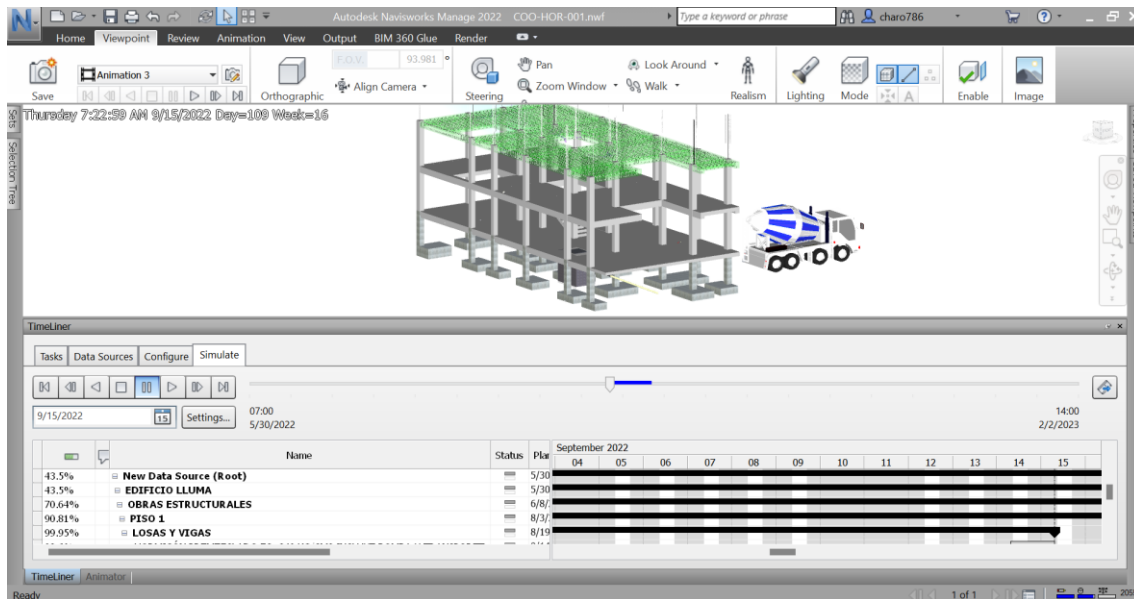 Autodesk Navisworks Manage 2022 COO-HOR-001.nwf
Type a keyword or phrase
charo786
Home Viewpoint Review Animation View Output BIM 360 Glue Render
Animation 3
F.O.V. 93.981 °
Pan
Look Around
Align Camera
Zoom Window
Walk
Save
Orthographic
Steering
Realism
Lighting
Mode
Enable
Image
Sets
Selection Tree
Thursday 7:22:59 AM 9/15/2022 Day=109 Week=16
TimeLiner
Tasks Data Sources Configure Simulate
9/15/2022
15
Settings...
07:00
5/30/2022
14:00
2/2/2023
Name Status Plan
September 2022
04 05 06 07 08 09 10 11 12 13 14 15
43.5% New Data Source (Root) 5/30
43.5% EDIFICIO LLUMA 5/30
70.64% OBRAS ESTRUCTURALES 6/8/
90.81% PISO 1 8/3/
99.95% LOSAS Y VIGAS 8/19
TimeLiner Animator
Ready
1 of 1
205